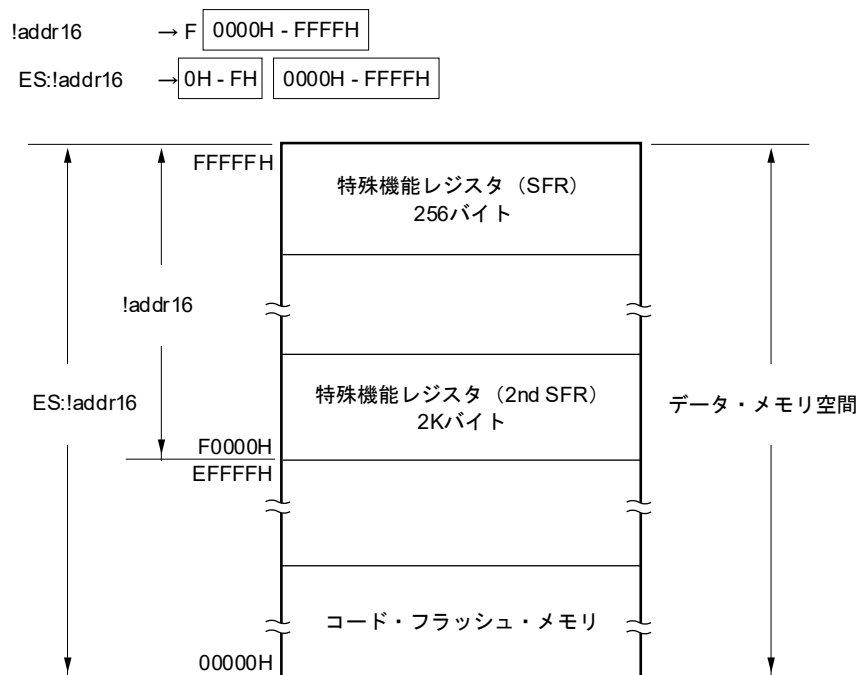 !addr16 → F 0000H - FFFFH
ES:!addr16 → 0H - FH 0000H - FFFFH
FFFFFH
特殊機能レジスタ（SFR）
256バイト
!addr16
特殊機能レジスタ（2nd SFR）
2Kバイト
ES:!addr16
データ・メモリ空間
F0000H
EFFFFH
コード・フラッシュ・メモリ
00000H